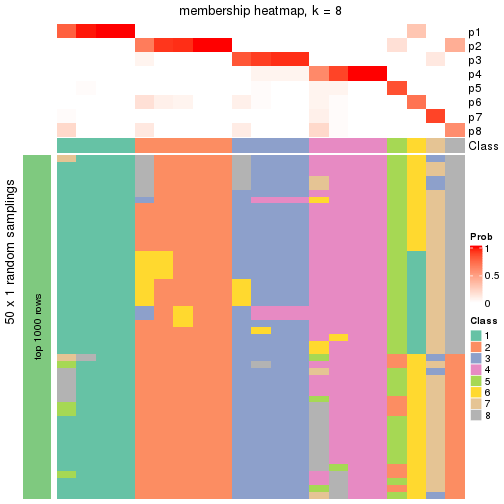 membership heatmap, k = 8
p1
p2
p3
p4
p5
p6
p7
p8
Class
50 x 1 random samplings
top 1000 rows
Prob
1
0.5
0
Class
1
2
3
4
5
6
7
8